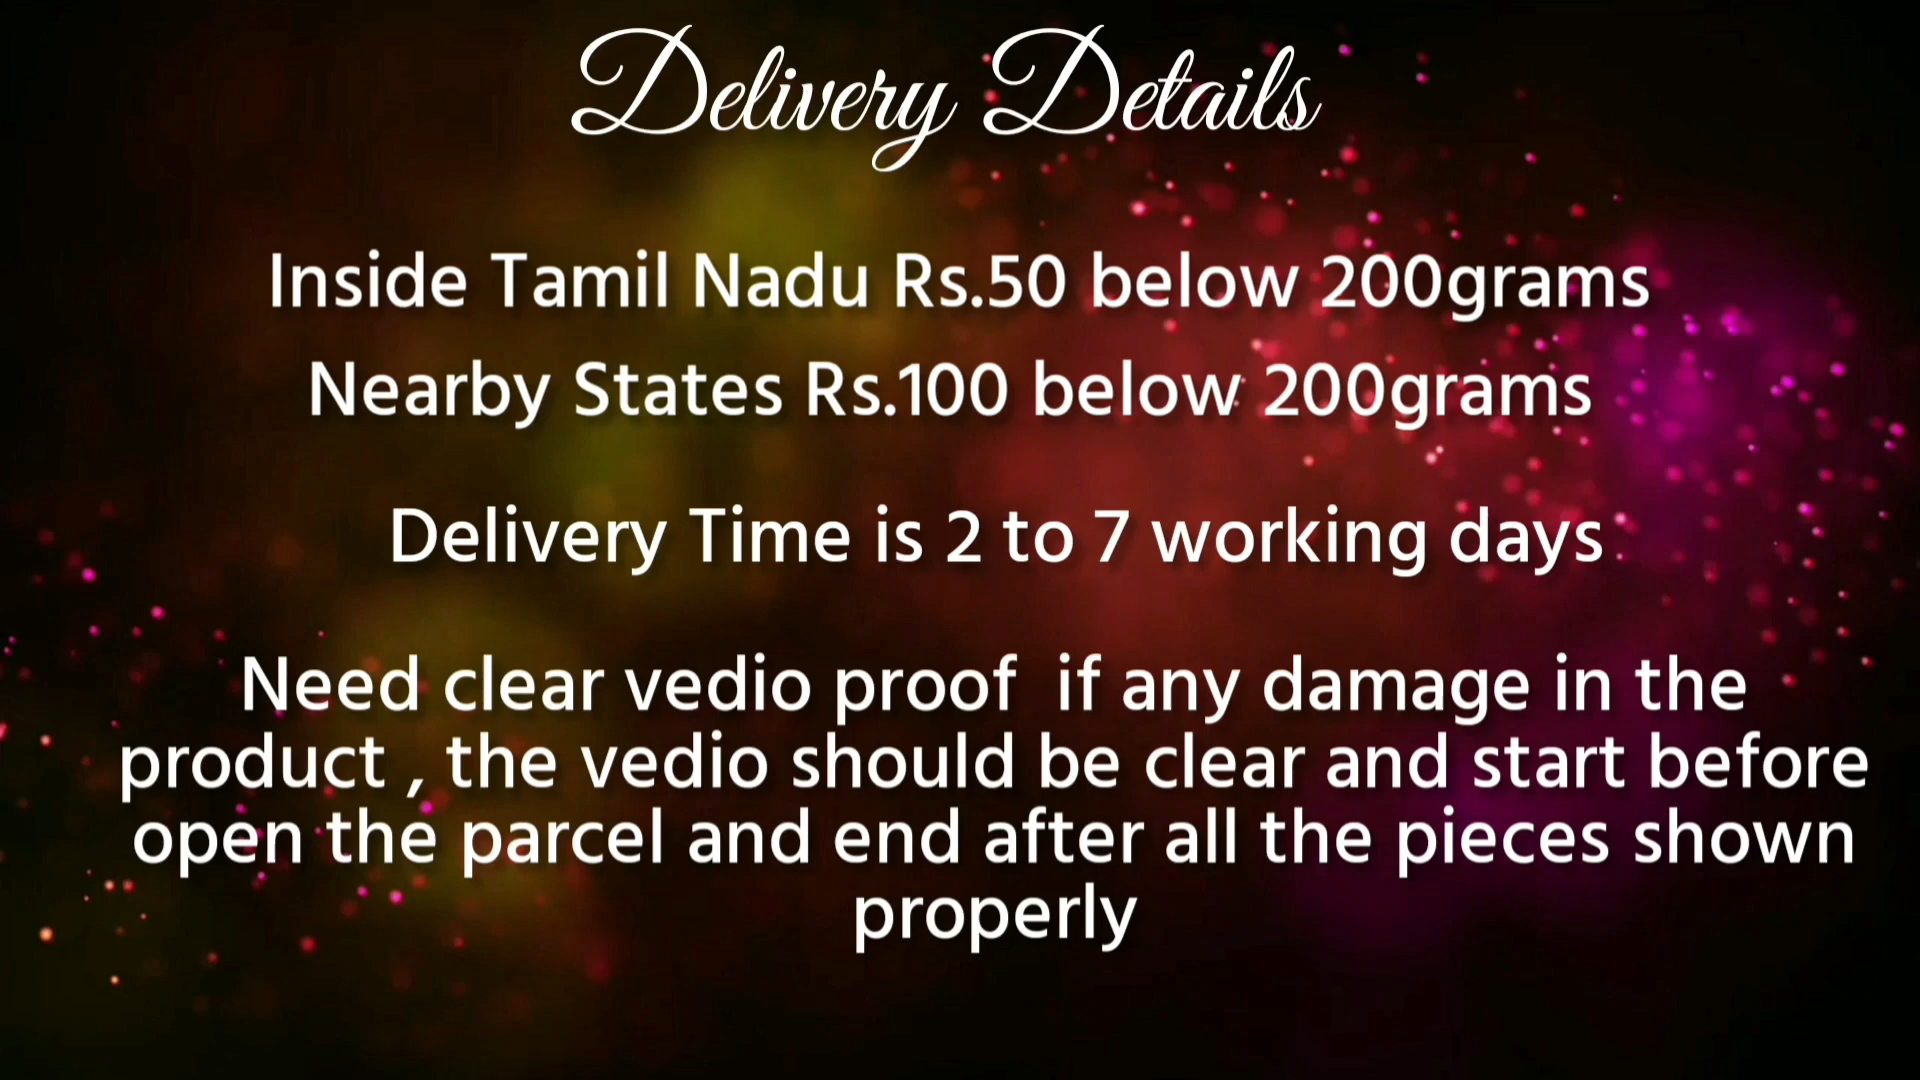 Delivery Details
Inside Tamil Nadu Rs.50 below 200grams
Nearby States Rs.100 below 200grams
Delivery Time is 2 to 7 working days
Need clear vedio proof  if any damage in the
product , the vedio should be clear and start before
open the parcel and end after all the pieces shown
properly